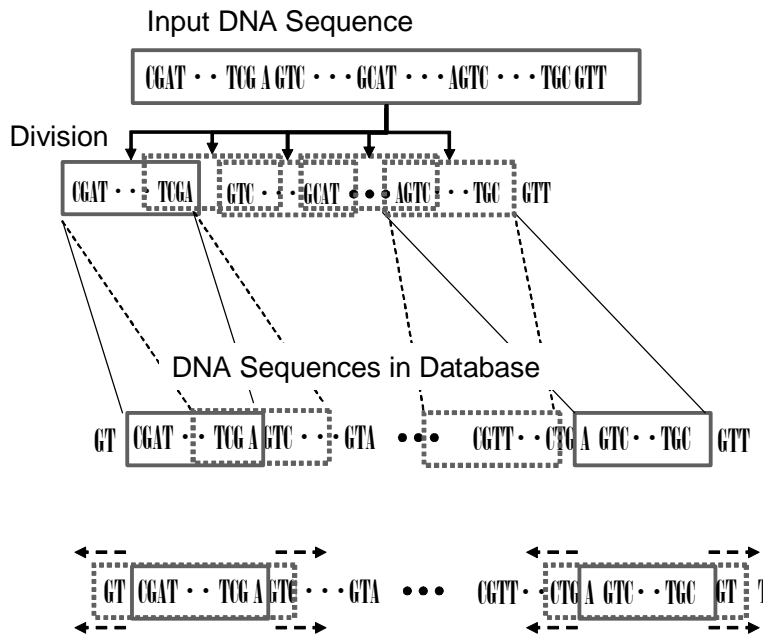 Input DNA Sequence
CGAT ・・ TCG A GTC ・・・GCAT ・・・AGTC ・・・TGC GTT
Division
CGAT ・・・ TCGA GTC ・・・GCAT ●●● AGTC ・・・TGC GTT
DNA Sequences in Database
GT CGAT ・・ TCG A GTC ・・・GTA ●●● CGTT ・・CTG A GTC ・・TGC GTT
GT CGAT ・・ TCG A GTC ・・・GTA ●●● CGTT ・・CTG A GTC ・・TGC GT T